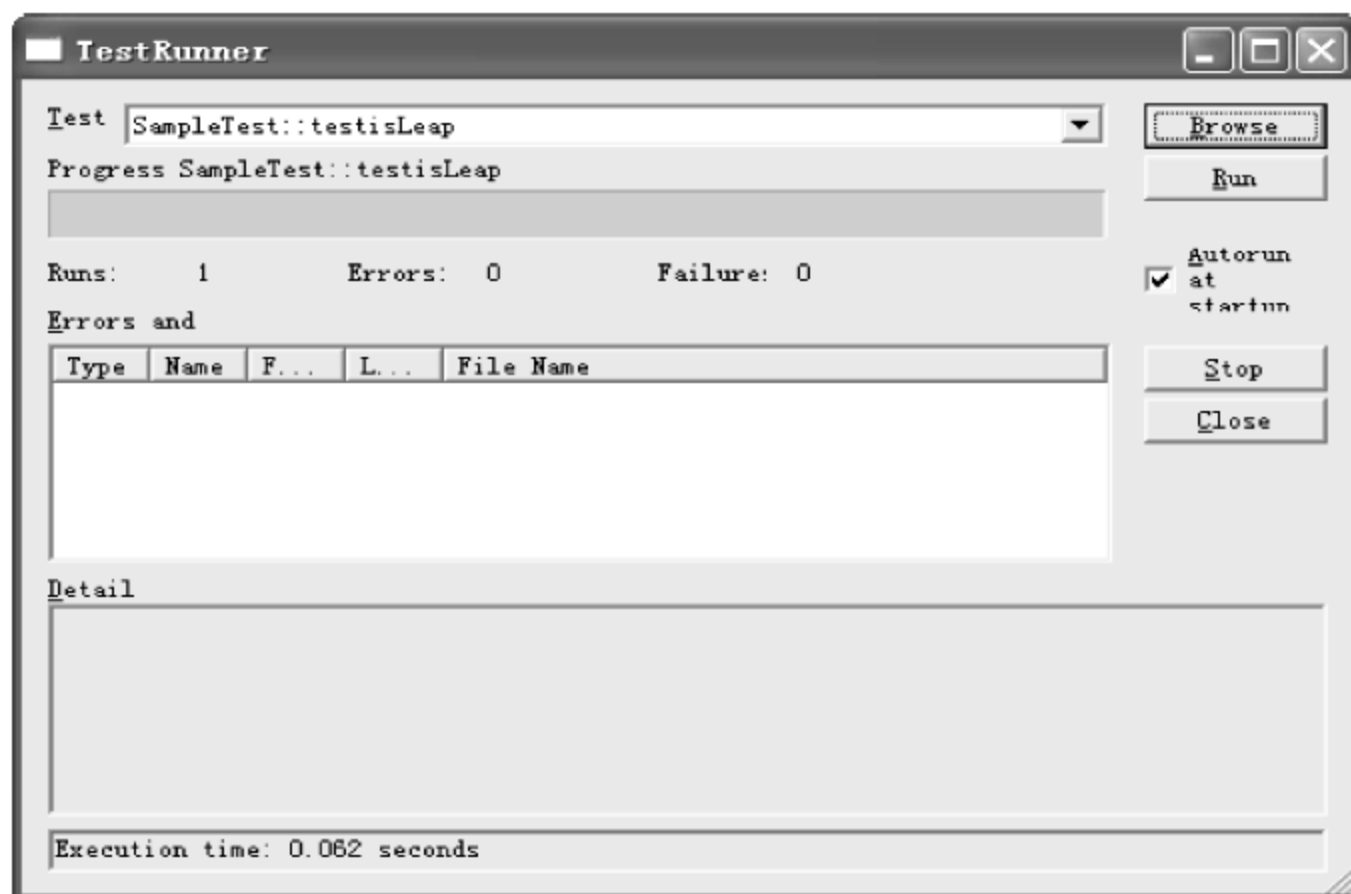 TestRunner
Test SampleTest::testisLeap
Browse
Progress SampleTest::testisLeap
Run
Runs: 1 Errors: 0 Failure: 0
Autorun
at
startup
Errors and
Type Name F... L... File Name
Stop
Close
Detail
Execution time: 0.062 seconds